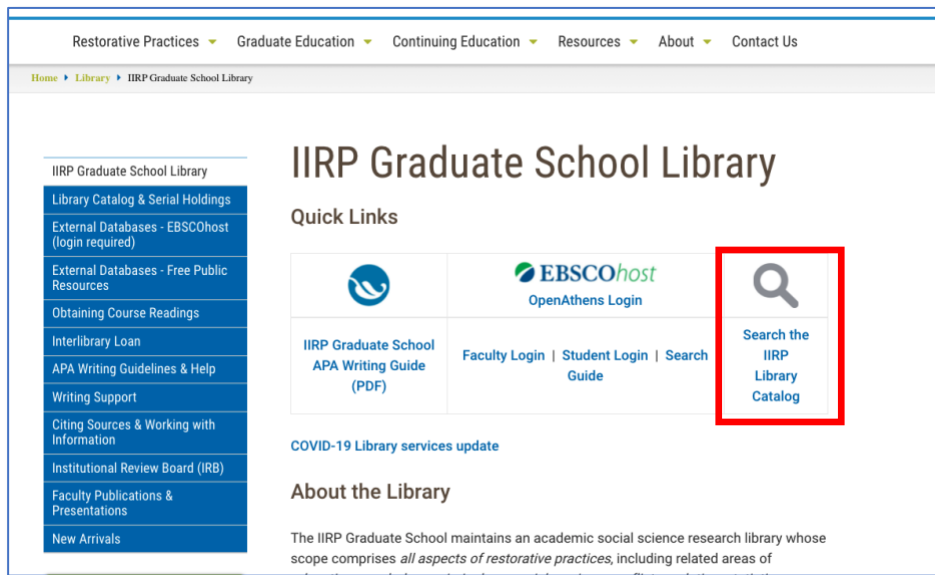 Restorative Practices Graduate Education Continuing Education Resources About Contact Us
Home Library IIRP Graduate School Library
IIRP Graduate School Library
Library Catalog & Serial Holdings
External Databases - EBSCOhost
(login required)
External Databases - Free Public
Resources
Obtaining Course Readings
Interlibrary Loan
APA Writing Guidelines & Help
Writing Support
Citing Sources & Working with
Information
Institutional Review Board (IRB)
Faculty Publications &
Presentations
New Arrivals
IIRP Graduate School Library
Quick Links
EBSCOhost
OpenAthens Login
IIRP Graduate School
APA Writing Guide
(PDF)
Faculty Login | Student Login | Search
Guide
Search the
IIRP
Library
Catalog
COVID-19 Library services update
About the Library
The IIRP Graduate School maintains an academic social science research library whose
scope comprises all aspects of restorative practices, including related areas of